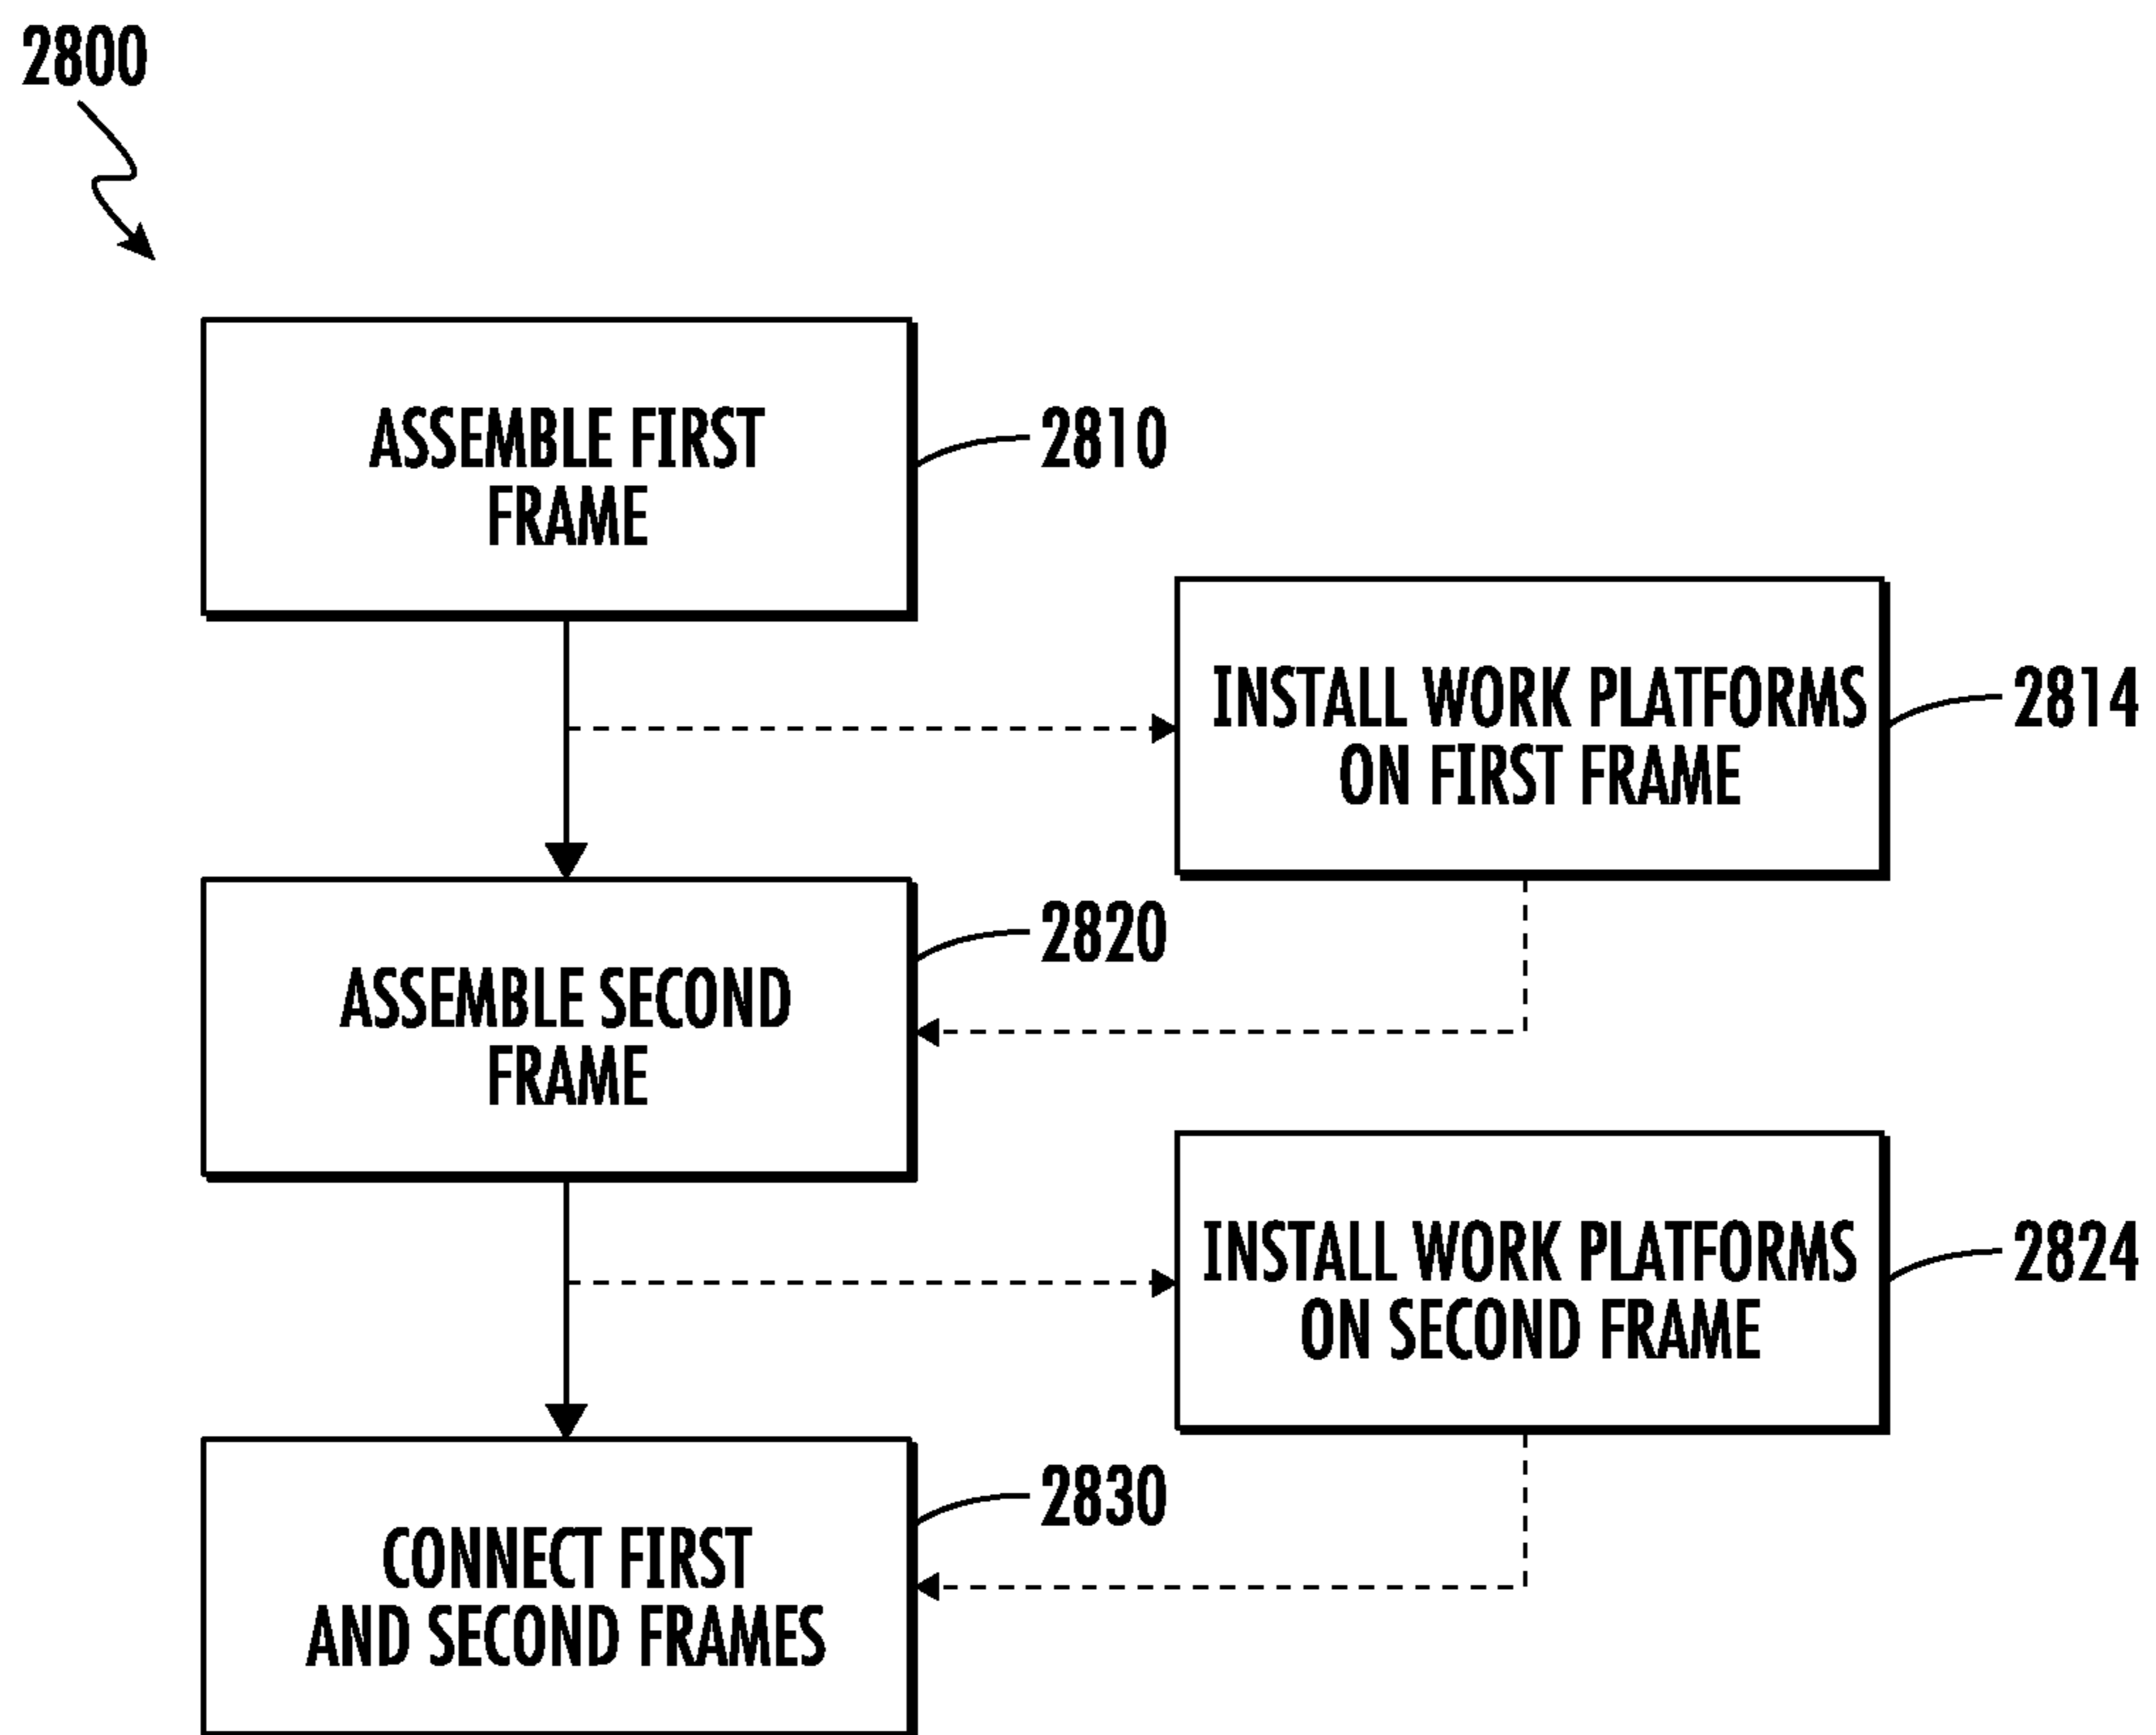 2800
ASSEMBLE FIRST
FRAME
2810
INSTALL WORK PLATFORMS
ON FIRST FRAME
2814
ASSEMBLE SECOND
FRAME
2820
INSTALL WORK PLATFORMS
ON SECOND FRAME
2824
CONNECT FIRST
AND SECOND FRAMES
2830